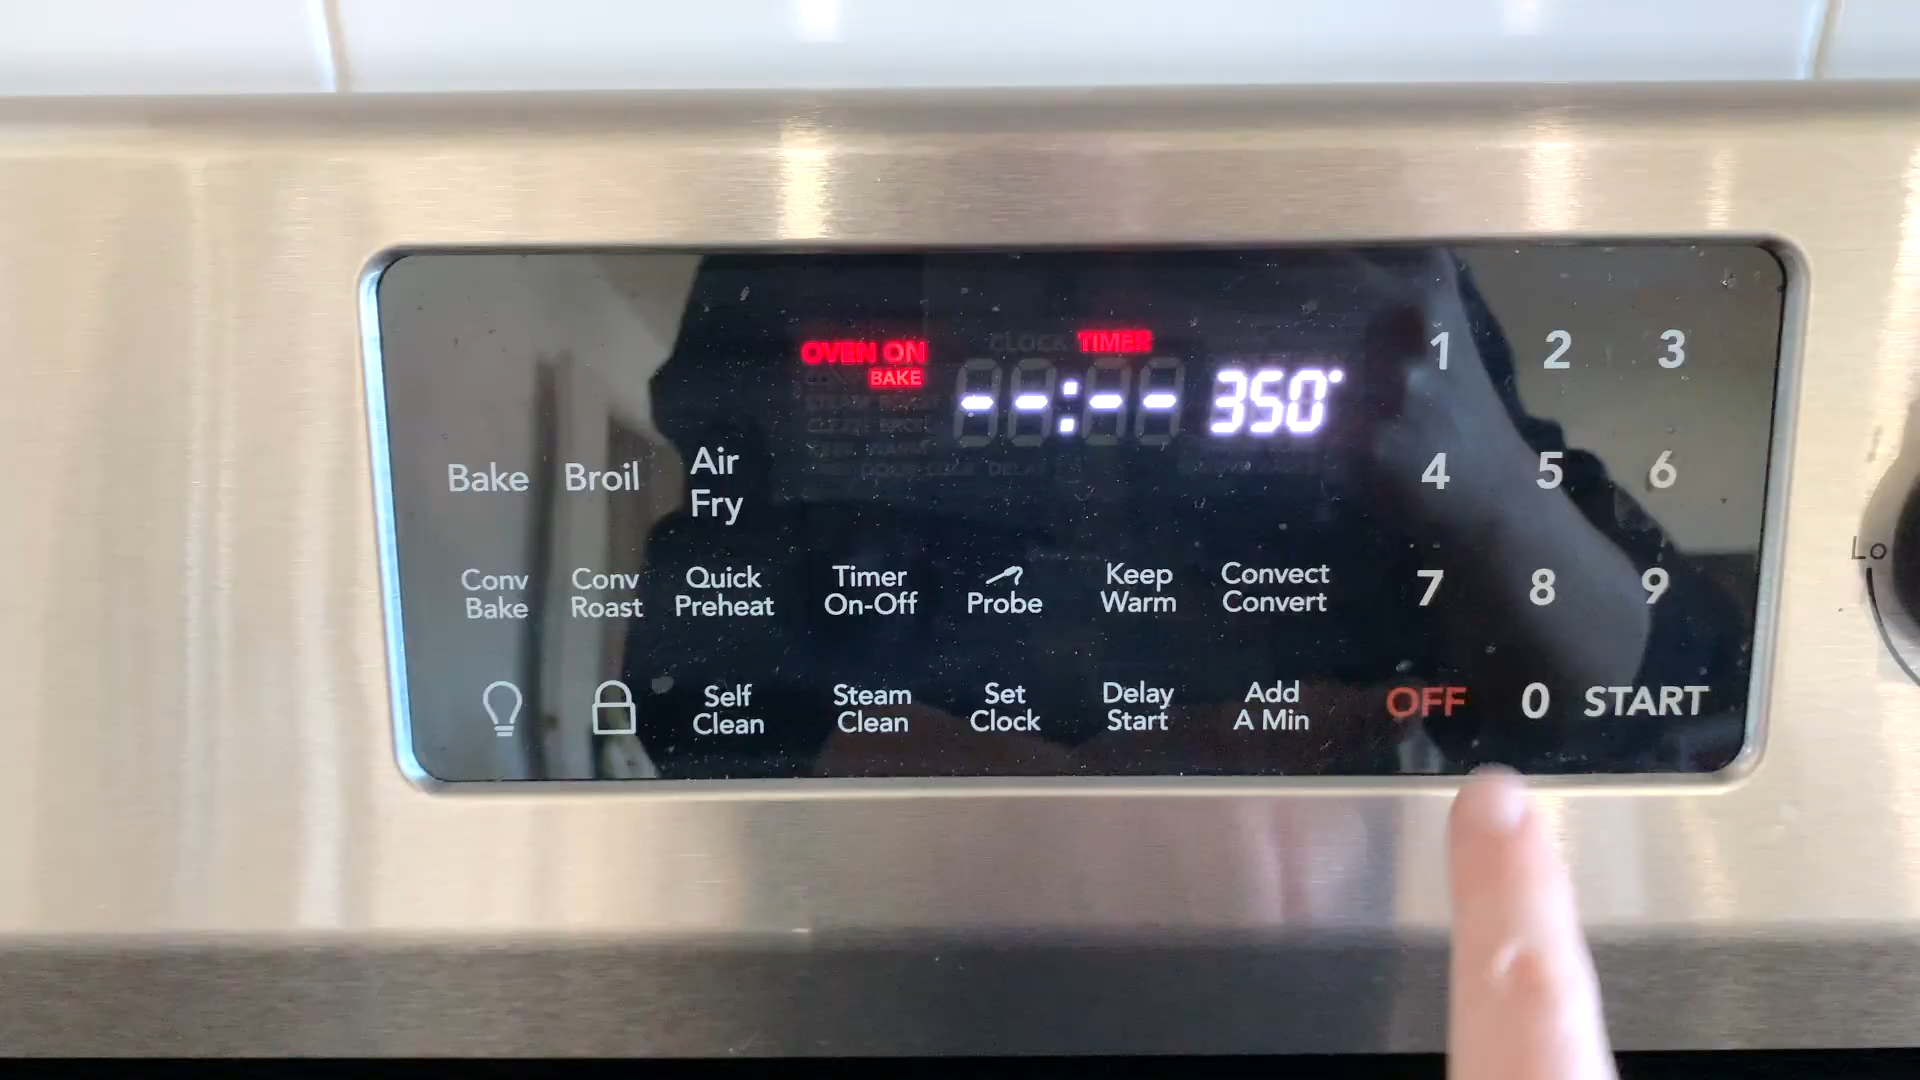 OVEN ON
BAKE
CLOCK TIMER
--:-- 350°
1 2 3
Bake Broil Air Fry
4 5 6
Conv Bake
Conv Roast
Quick Preheat
Timer On-Off
Probe
Keep Warm
Convect Convert
7 8 9
Self Clean
Steam Clean
Set Clock
Delay Start
Add A Min
OFF 0 START
Lo